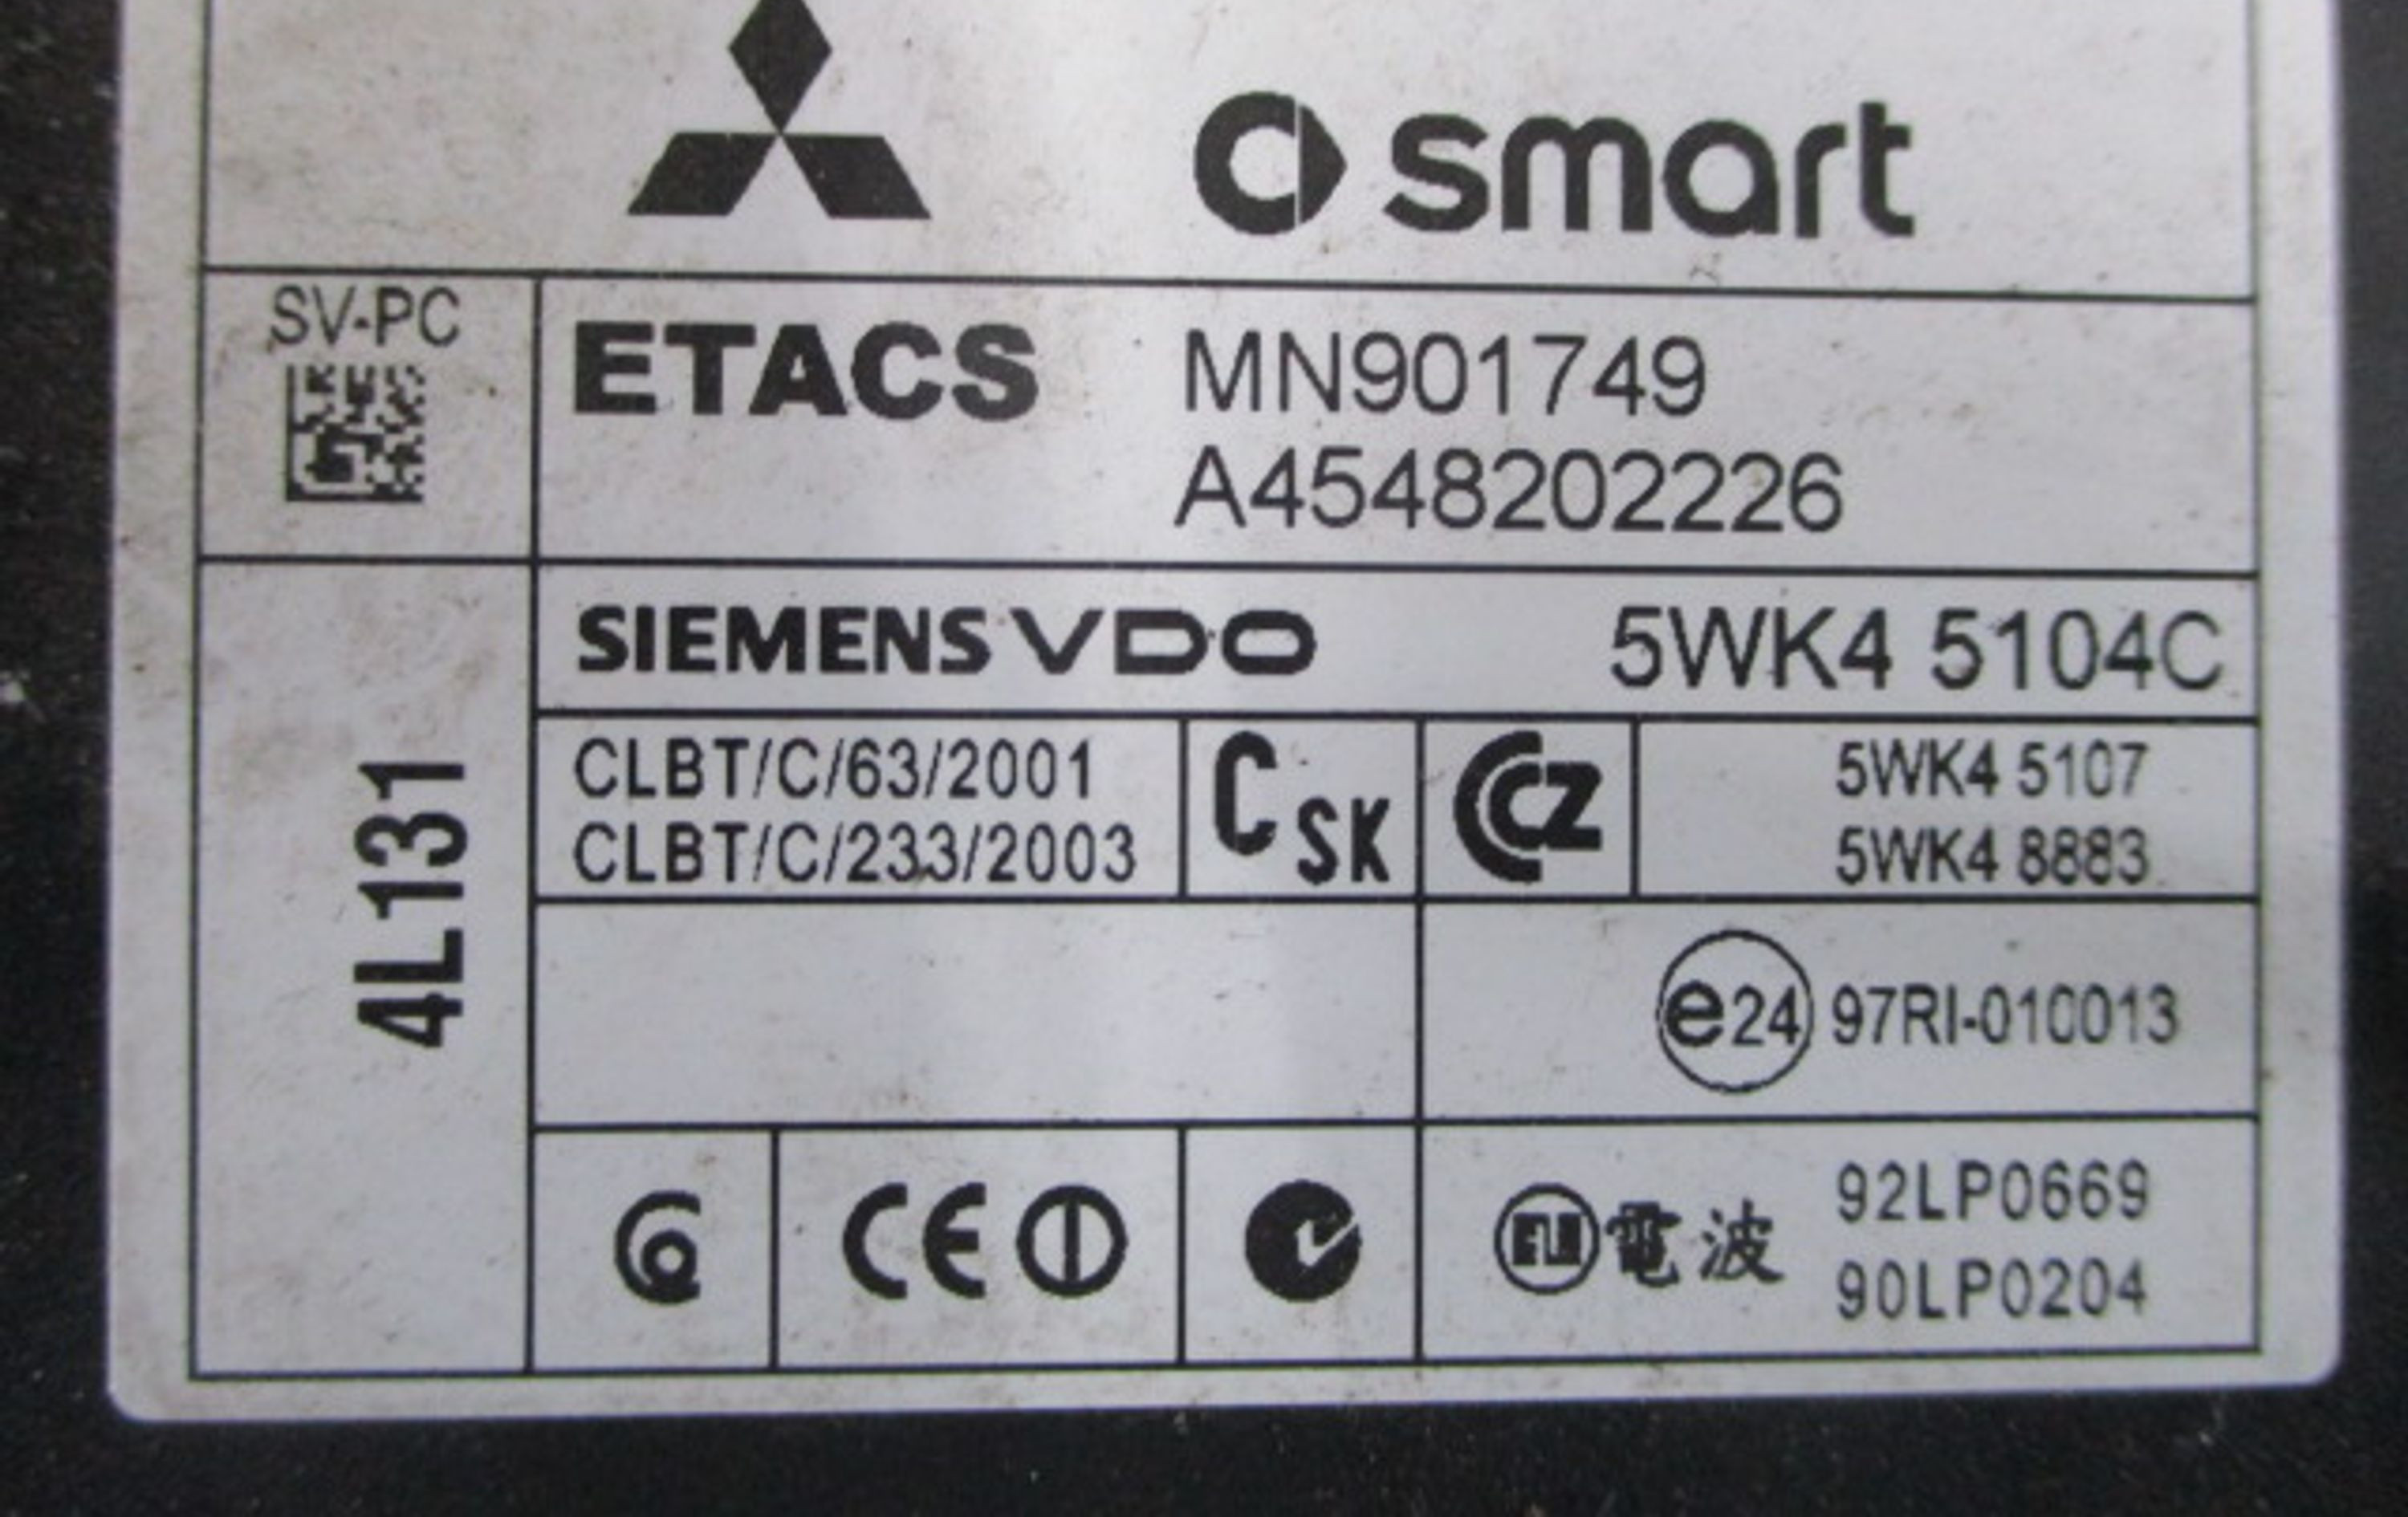 smart
SV-PC
ETACS MN901749
A4548202226
SIEMENS VDO 5WK4 5104C
4L131
CLBT/C/63/2001
CLBT/C/233/2003
C SK
CCZ
5WK4 5107
5WK4 8883
e24 97RI-010013
CE
電波
92LP0669
90LP0204